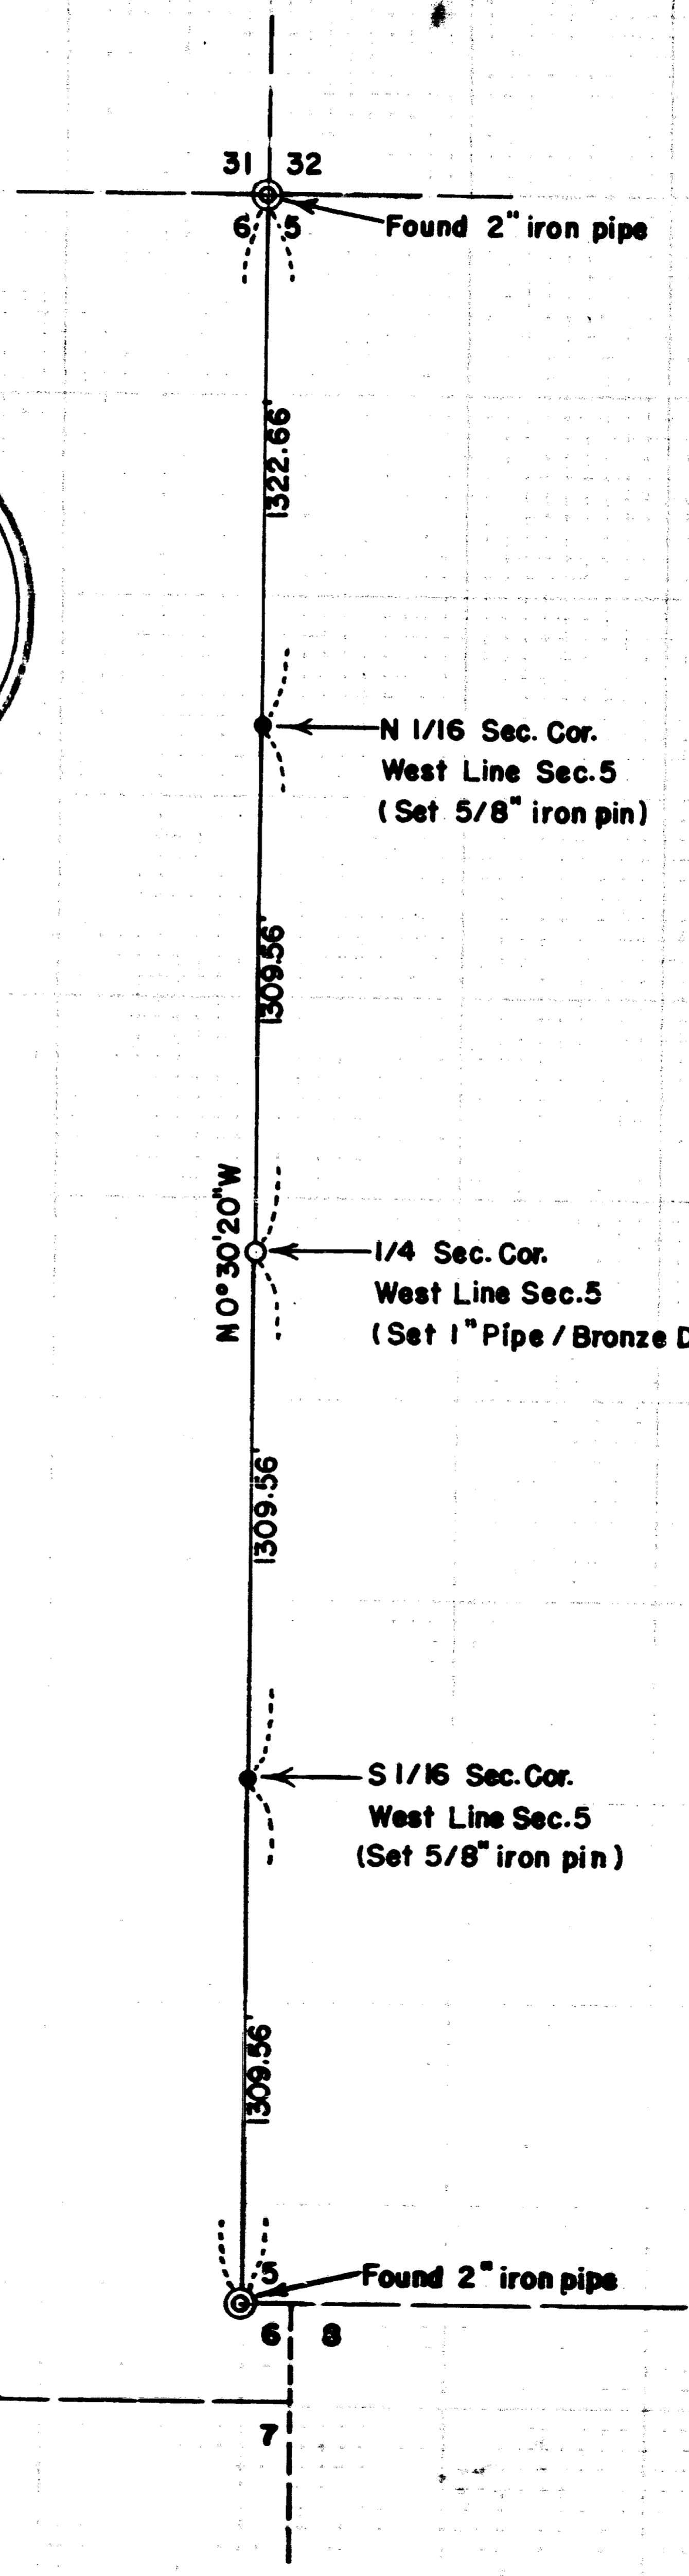 31 32
6 5
Found 2" iron pipe
1322.66'
N 1/16 Sec. Cor.
West Line Sec.5
(Set 5/8" iron pin)
1309.56'
N 0°30'20"W
1/4 Sec. Cor.
West Line Sec.5
(Set 1" Pipe / Bronze D
1309.56'
S 1/16 Sec. Cor.
West Line Sec.5
(Set 5/8" iron pin)
1309.56'
5
Found 2" iron pipe
6 8
7